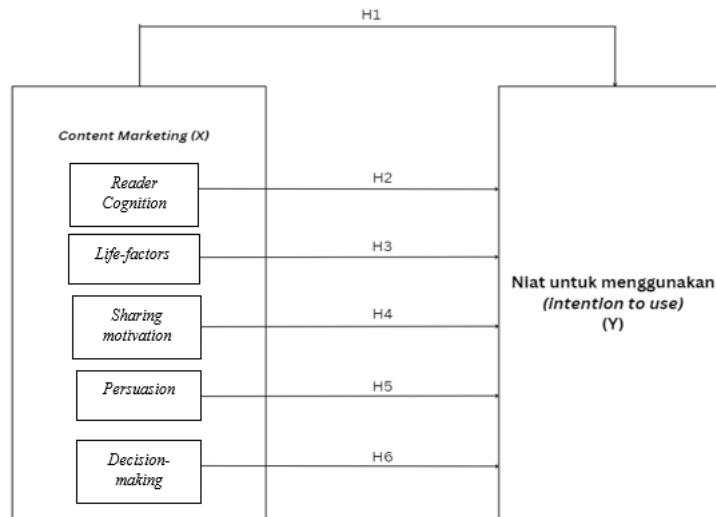 H1
Content Marketing (X)
Reader
Cognition
H2
Life-factors
H3
Sharing
motivation
H4
Persuasion
H5
Decision-
making
H6
Niat untuk menggunakan
(intention to use)
(Y)